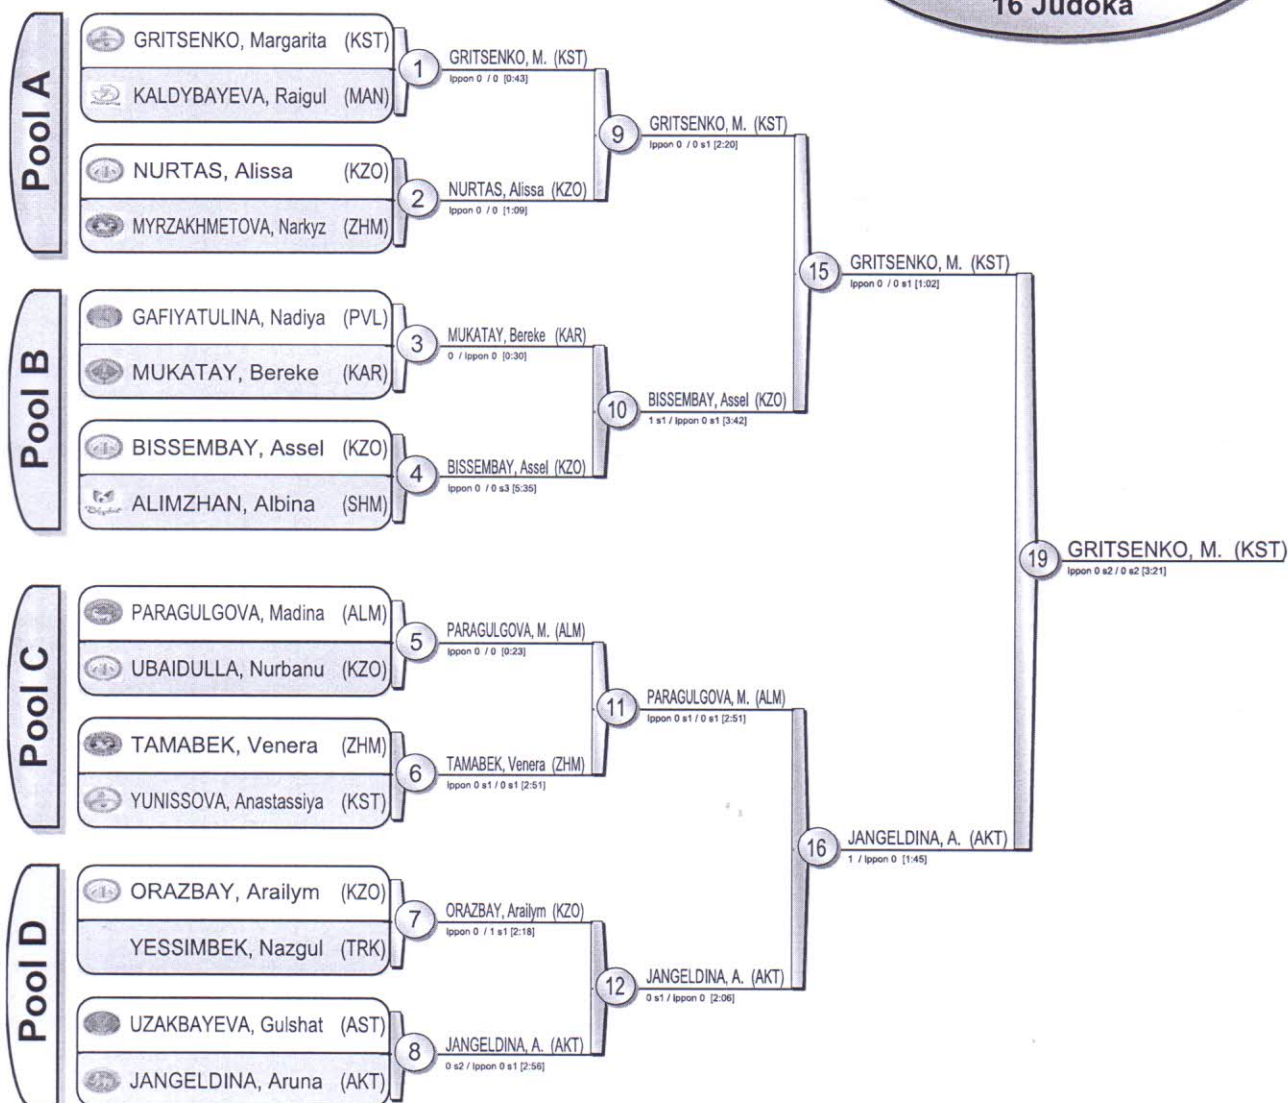 16 Judoka
Pool A
GRITSENKO, Margarita (KST)
KALDYBAYEVA, Raigul (MAN)
NURTAS, Alissa (KZO)
MYRZAKHMETOVA, Narkyz (ZHM)
Pool B
GAFIYATULINA, Nadiya (PVL)
MUKATAY, Bereke (KAR)
BISSEMBAY, Assel (KZO)
ALIMZHAN, Albina (SHM)
Pool C
PARAGULGOVA, Madina (ALM)
UBAIDULLA, Nurbanu (KZO)
TAMABEK, Venera (ZHM)
YUNISSOVA, Anastassiya (KST)
Pool D
ORAZBAY, Arailym (KZO)
YESSIMBEK, Nazgul (TRK)
UZAKBAYEVA, Gulshat (AST)
JANGELDINA, Aruna (AKT)
1
GRITSENKO, M. (KST)
Ippon 0 / 0 [0:43]
2
NURTAS, Alissa (KZO)
Ippon 0 / 0 [1:09]
3
MUKATAY, Bereke (KAR)
0 / Ippon 0 [0:30]
4
BISSEMBAY, Assel (KZO)
Ippon 0 / 0 s3 [5:35]
5
PARAGULGOVA, M. (ALM)
Ippon 0 / 0 [0:23]
6
TAMABEK, Venera (ZHM)
Ippon 0 s1 / 0 s1 [2:51]
7
ORAZBAY, Arailym (KZO)
Ippon 0 / 1 s1 [2:18]
8
JANGELDINA, A. (AKT)
0 s2 / Ippon 0 s1 [2:56]
9
GRITSENKO, M. (KST)
Ippon 0 / 0 s1 [2:20]
10
BISSEMBAY, Assel (KZO)
1 s1 / Ippon 0 s1 [3:42]
11
PARAGULGOVA, M. (ALM)
Ippon 0 s1 / 0 s1 [2:51]
12
JANGELDINA, A. (AKT)
0 s1 / Ippon 0 [2:06]
15
GRITSENKO, M. (KST)
Ippon 0 / 0 s1 [1:02]
16
JANGELDINA, A. (AKT)
1 / Ippon 0 [1:45]
19
GRITSENKO, M. (KST)
Ippon 0 s2 / 0 s2 [3:21]